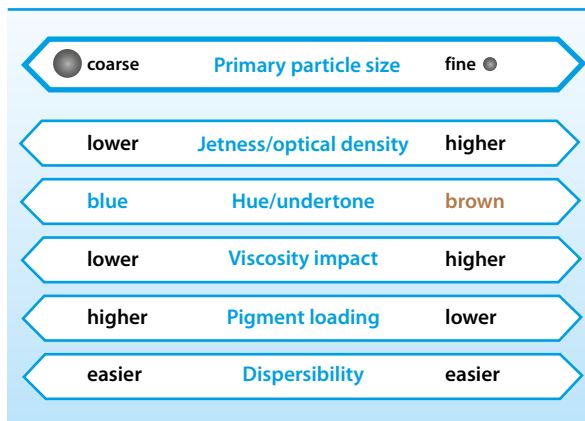 coarse Primary particle size fine
lower Jetness/optical density higher
blue Hue/undertone brown
lower Viscosity impact higher
higher Pigment loading lower
easier Dispersibility easier